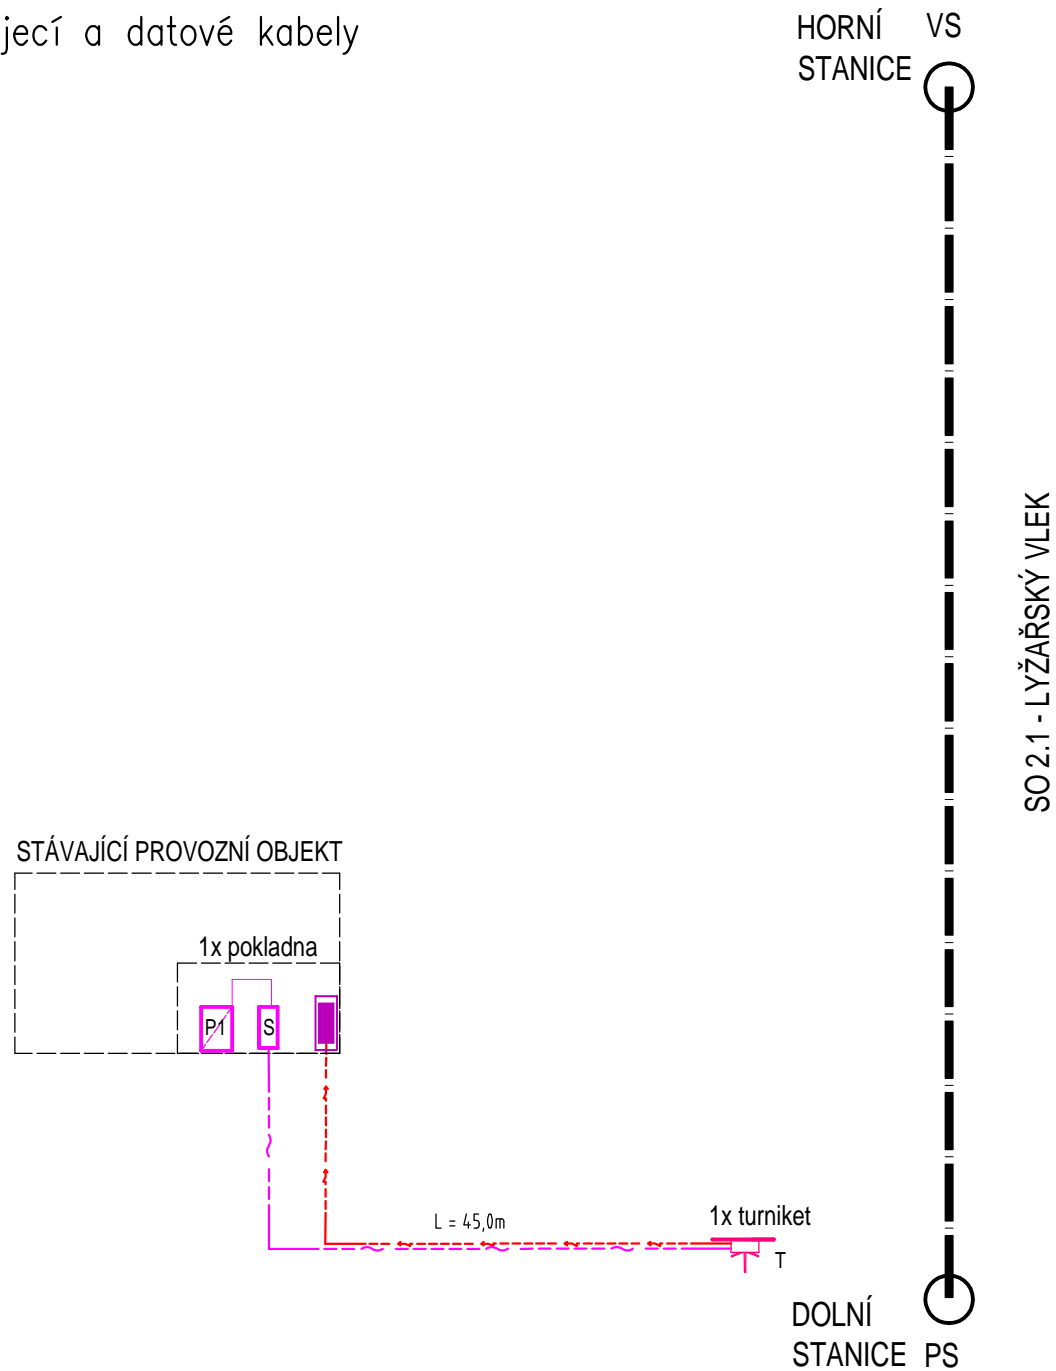 jecí a datové kabely
HORNÍ VS
STANICE
SO 2.1 - LYŽAŘSKÝ VLEK
STÁVAJÍCÍ PROVOZNÍ OBJEKT
1x pokladna
P1 S
L = 45,0m
1x turniket
T
DOLNÍ
STANICE PS